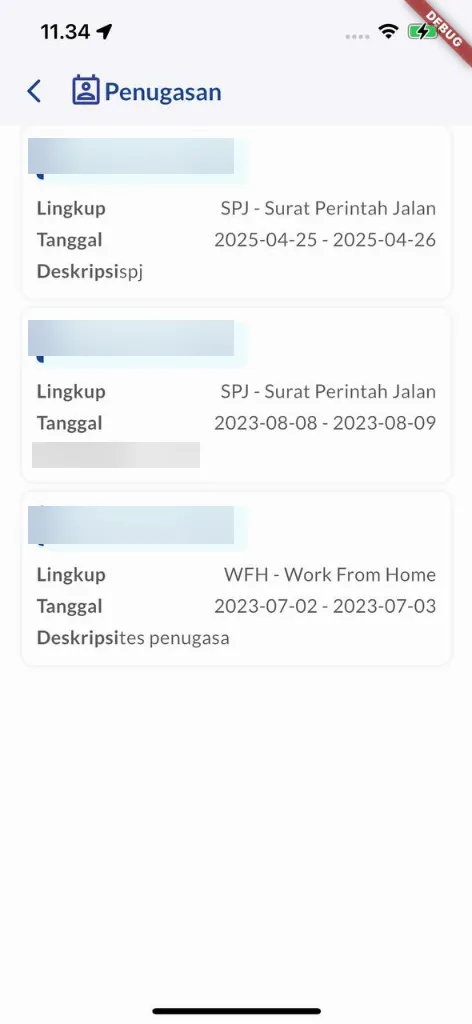 11.34
DEBUG
Penugasan
Lingkup SPJ - Surat Perintah Jalan
Tanggal 2025-04-25 - 2025-04-26
Deskripsispj
Lingkup SPJ - Surat Perintah Jalan
Tanggal 2023-08-08 - 2023-08-09
Lingkup WFH - Work From Home
Tanggal 2023-07-02 - 2023-07-03
Deskripsites penugasa